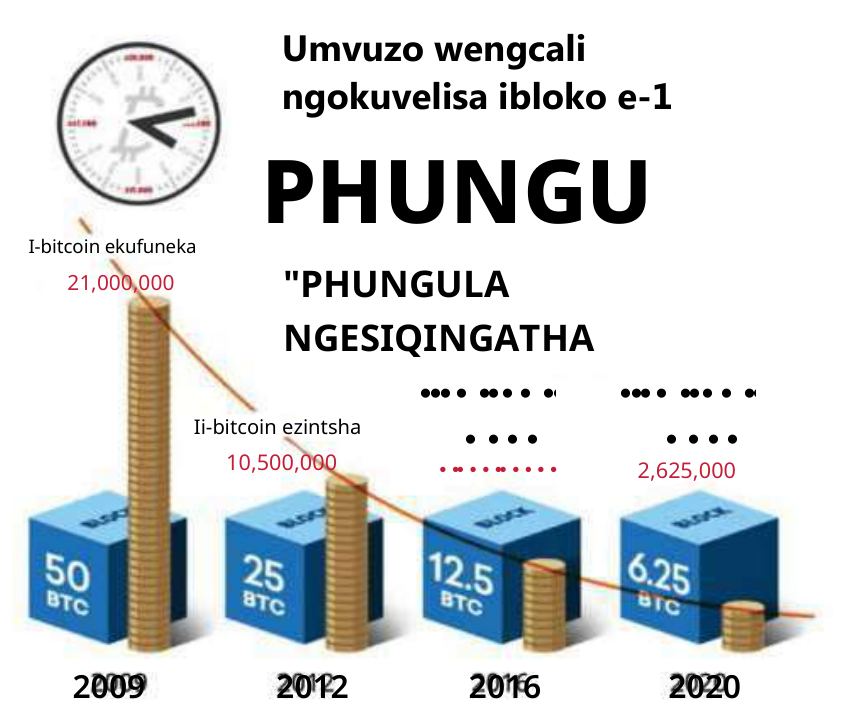 Umvuzo wengcali
ngokuvelisa ibloko e-1
PHUNGU
"PHUNGULA
NGESIQINGATHA
I-bitcoin ekufuneka
21,000,000
Ii-bitcoin ezintsha
10,500,000
2,625,000
BLOCK BLOCK BLOCK BLOCK
50 BTC
25 BTC
12.5 BTC
6.25 BTC
2009 2012 2016 2020